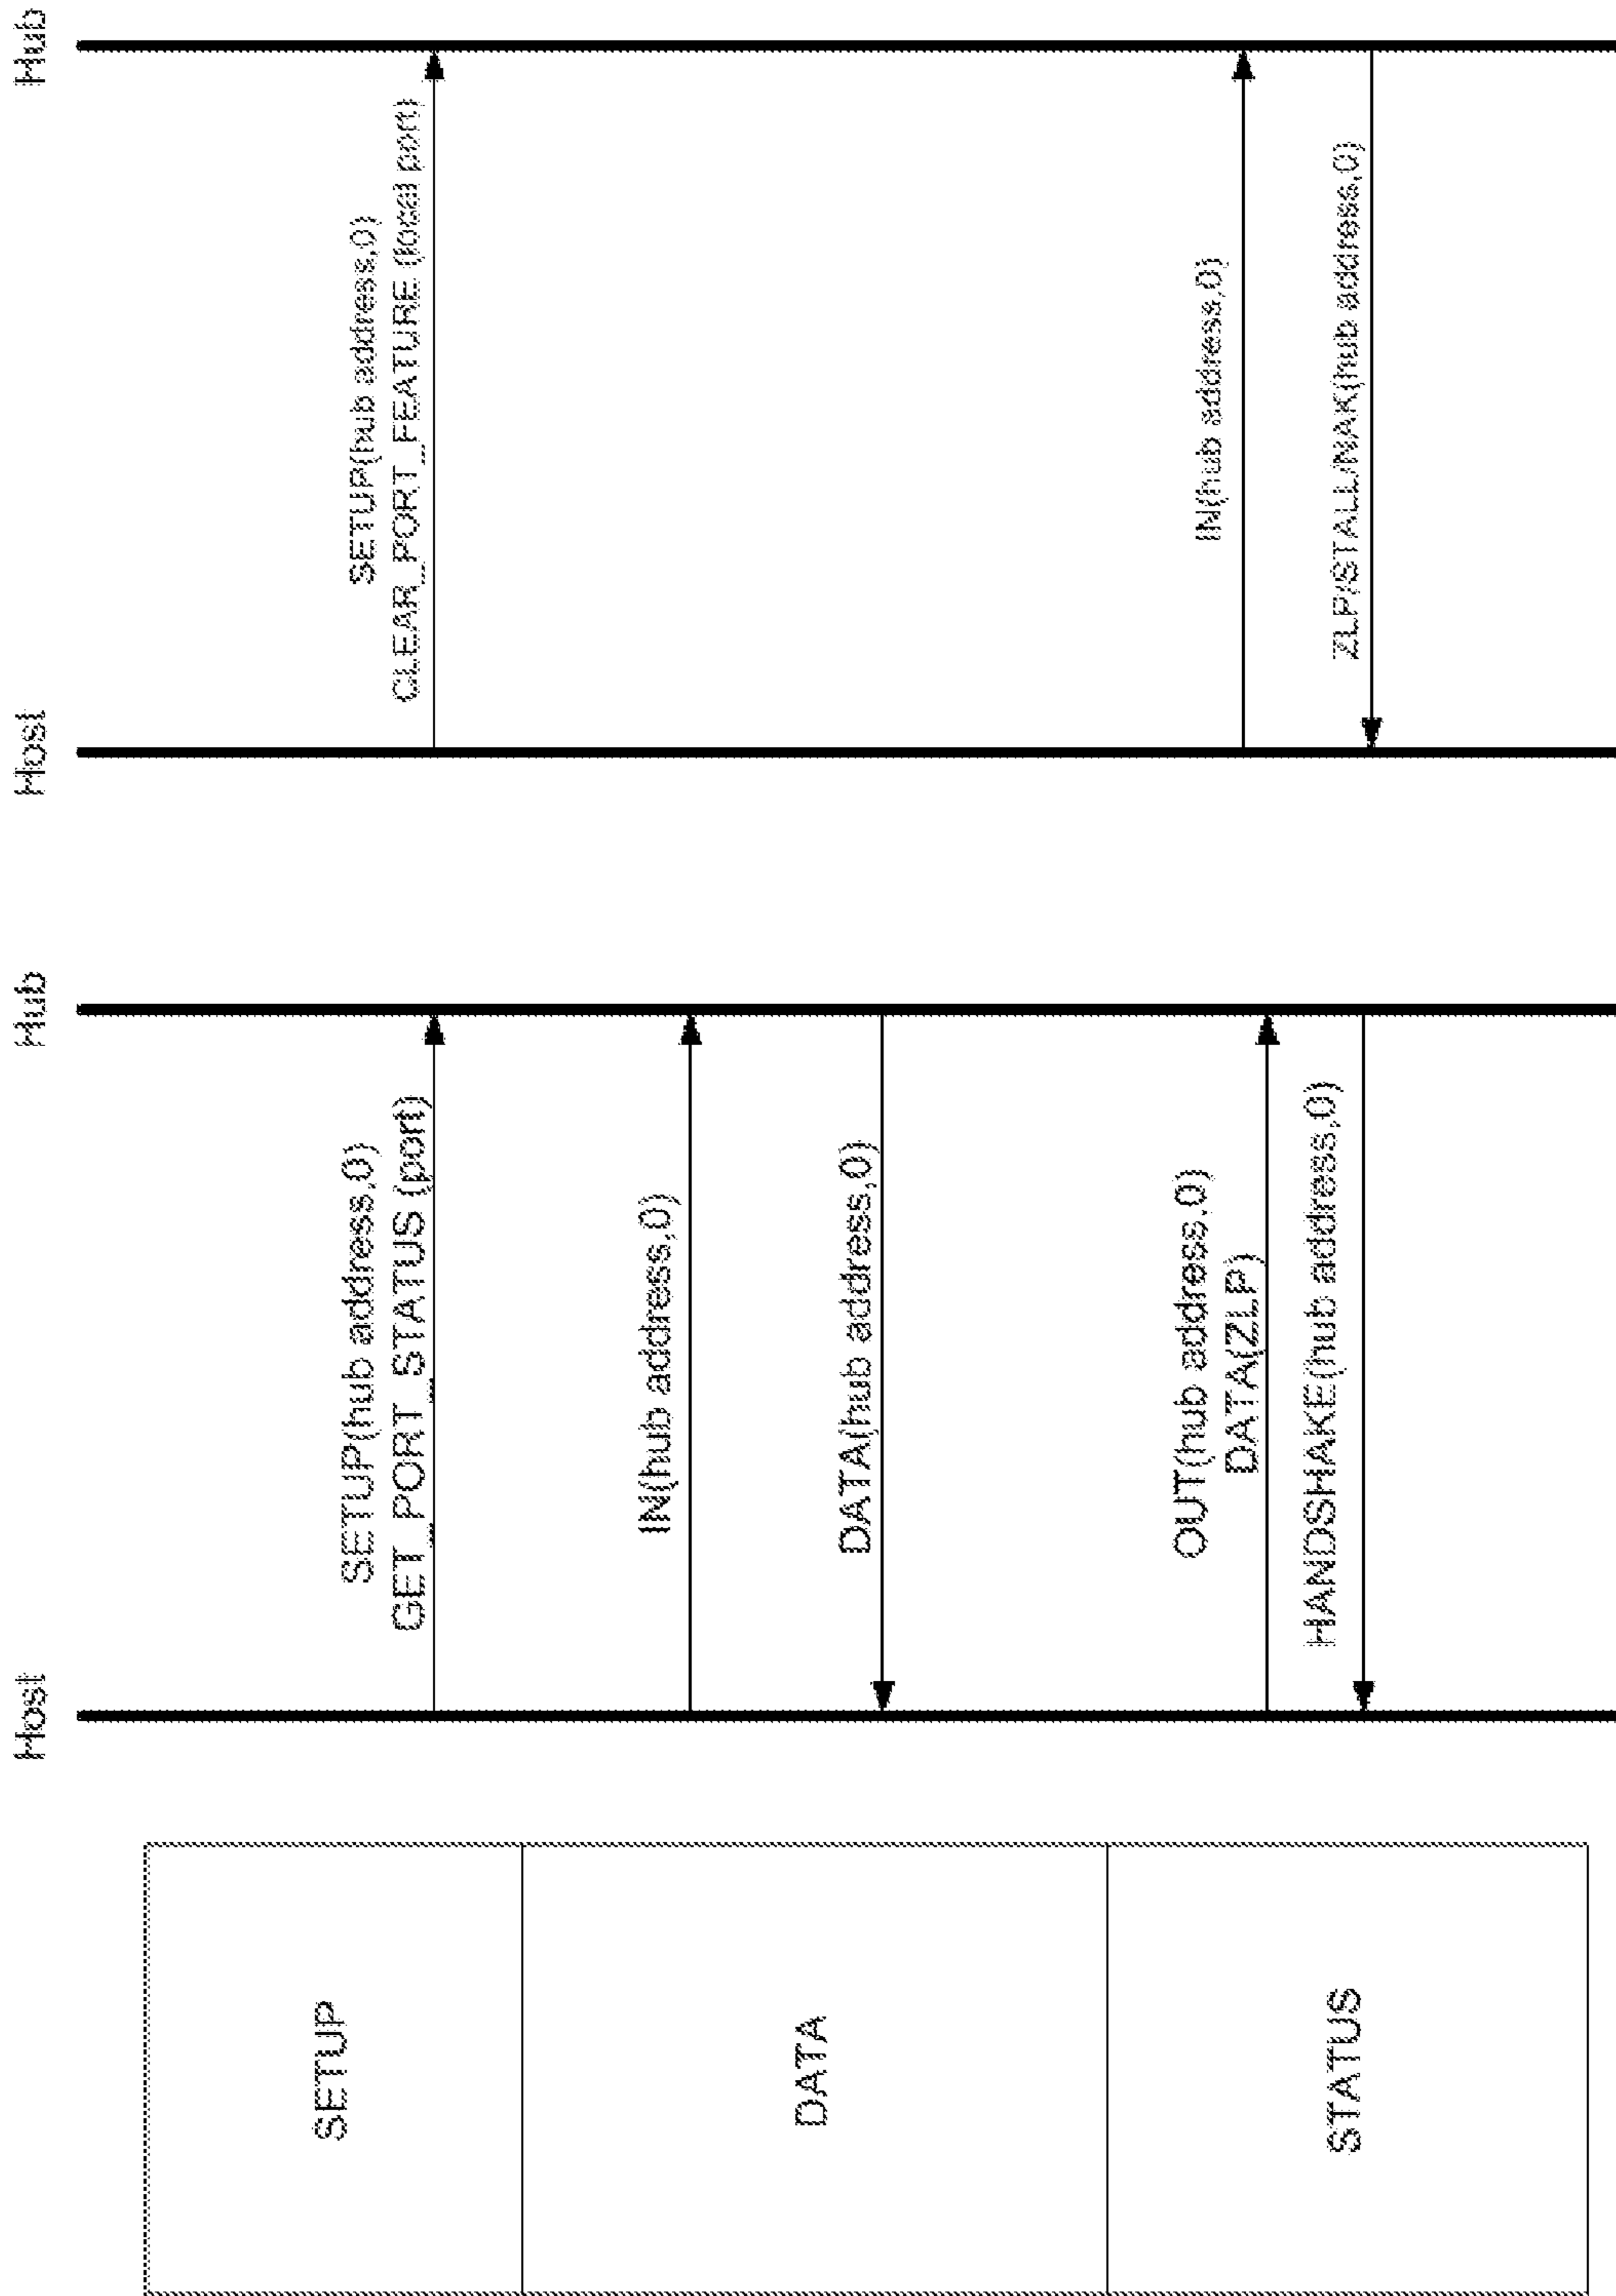 Host
Hub
Host
Hub
SETUP
SETUP(hub address,0)
GET_PORT_STATUS (port)
SETUP(hub address,0)
CLEAR_PORT_FEATURE (local port)
DATA
IN(hub address,0)
DATA(hub address,0)
STATUS
OUT(hub address,0)
DATA(ZLP)
HANDSHAKE(hub address,0)
IN(hub address,0)
ZLP/STALL/NAK(hub address,0)